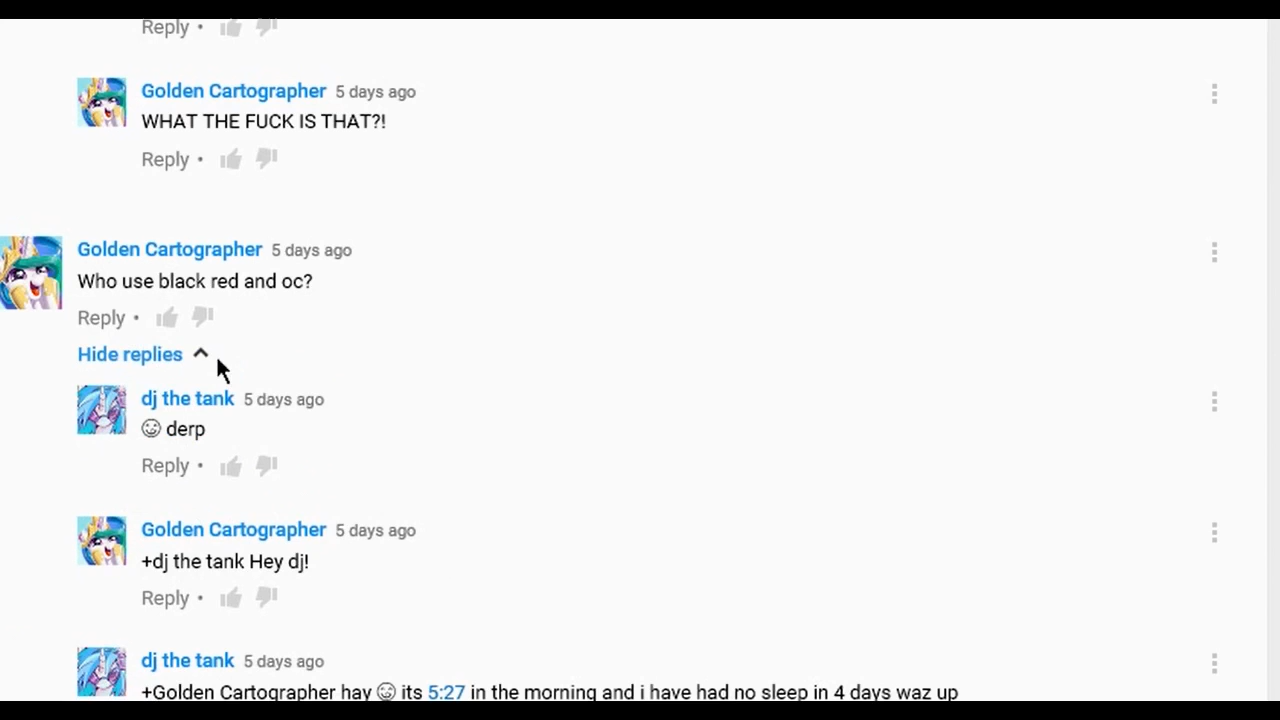 Reply •
Golden Cartographer 5 days ago
WHAT THE FUCK IS THAT?!
Reply •
Golden Cartographer 5 days ago
Who use black red and oc?
Reply •
Hide replies
dj the tank 5 days ago
☺ derp
Reply •
Golden Cartographer 5 days ago
+dj the tank Hey dj!
Reply •
dj the tank 5 days ago
+Golden Cartographer hay ☺ its 5:27 in the morning and i have had no sleep in 4 days waz up